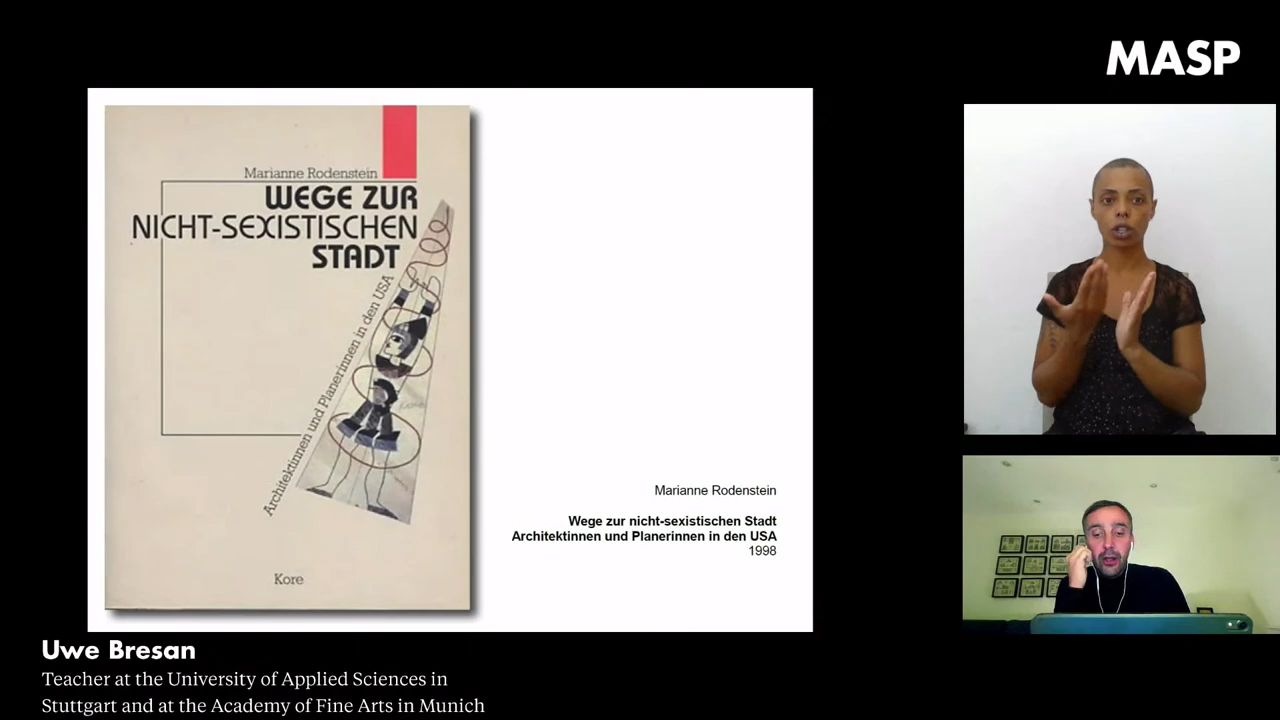 MASP
Marianne Rodenstein
WEGE ZUR
NICHT-SEXISTISCHEN
STADT
Architektinnen und Planerinnen in den USA
Kore
Marianne Rodenstein
Wege zur nicht-sexistischen Stadt
Architektinnen und Planerinnen in den USA
1998
Uwe Bresan
Teacher at the University of Applied Sciences in
Stuttgart and at the Academy of Fine Arts in Munich